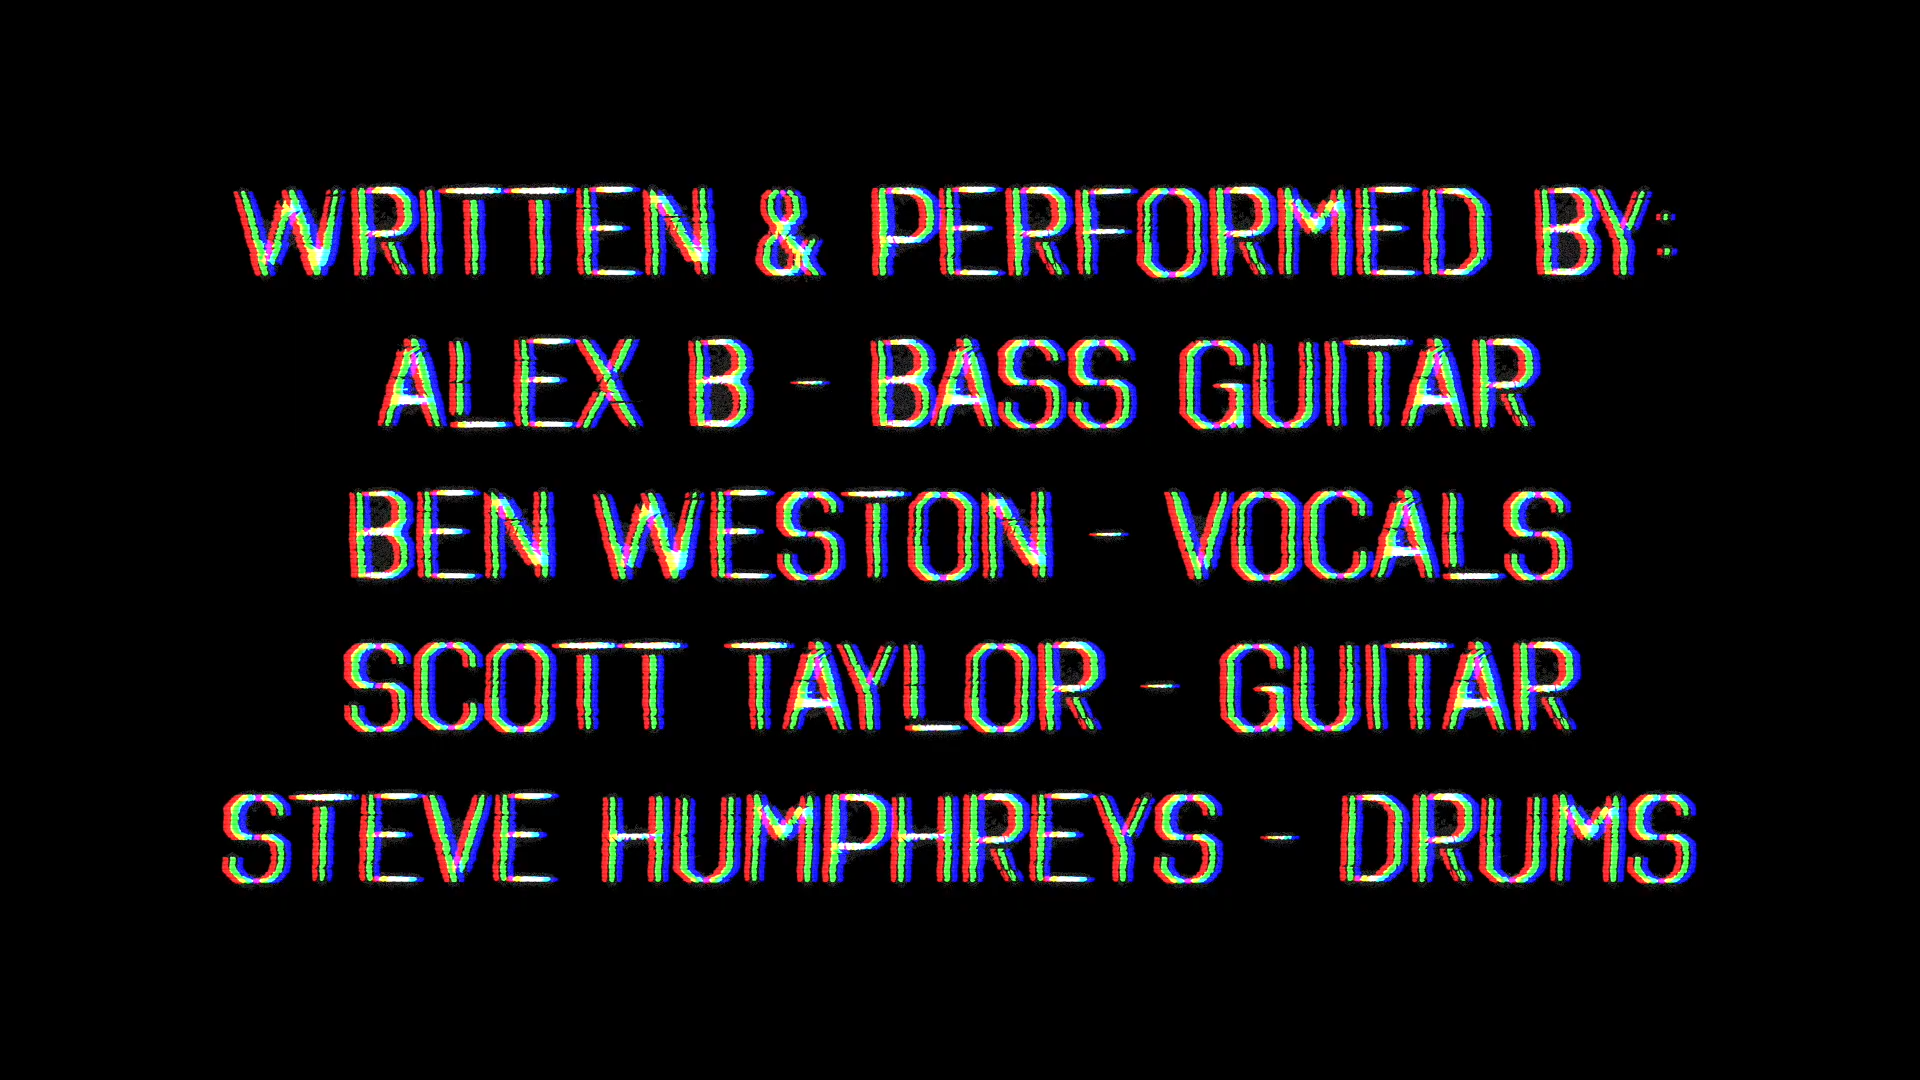 WRITTEN & PERFORMED BY:
ALEX B - BASS GUITAR
BEN WESTON - VOCALS
SCOTT TAYLOR - GUITAR
STEVE HUMPHREYS - DRUMS